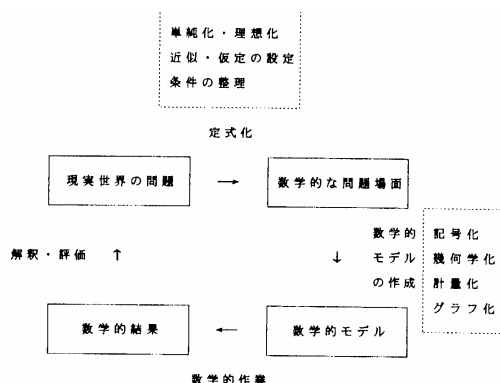 単純化・理想化
近似・仮定の設定
条件の整理
定式化
現実世界の問題
→
数学的な問題場面
解釈・評価 ↑
↓
数学的
モデル
の作成
記号化
幾何学化
計量化
グラフ化
数学的結果
←
数学的モデル
数学的作業